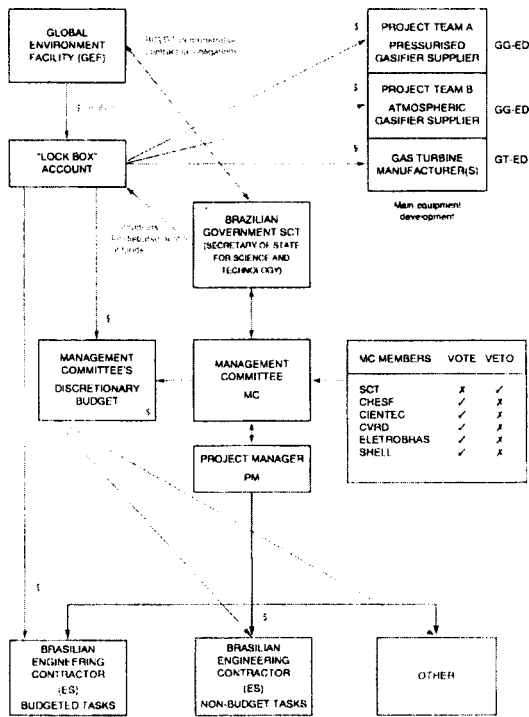 GLOBAL
ENVIRONMENT
FACILITY (GEF)
$
PROJECT TEAM A
PRESSURISED
GASIFIER SUPPLIER
GG-ED
$
PROJECT TEAM B
ATMOSPHERIC
GASIFIER SUPPLIER
GG-ED
$
GAS TURBINE
MANUFACTURER(S)
GT-ED
Main equipment
development
$
"LOCK BOX"
ACCOUNT
BRAZILIAN
GOVERNMENT SCT
(SECRETARY OF STATE
FOR SCIENCE AND
TECHNOLOGY)
$
MANAGEMENT
COMMITTEE'S
DISCRETIONARY
BUDGET
$
MANAGEMENT
COMMITTEE
MC
MC MEMBERS VOTE VETO
SCT ✗ ✓
CHESF ✓ ✗
CIENTEC ✓ ✗
CVRD ✓ ✗
ELETROBHAS ✓ ✗
SHELL ✓ ✗
PROJECT MANAGER
PM
$
$
BRASILIAN
ENGINEERING
CONTRACTOR
(ES)
BUDGETED TASKS
BRASILIAN
ENGINEERING
CONTRACTOR
(ES)
NON-BUDGET TASKS
OTHER